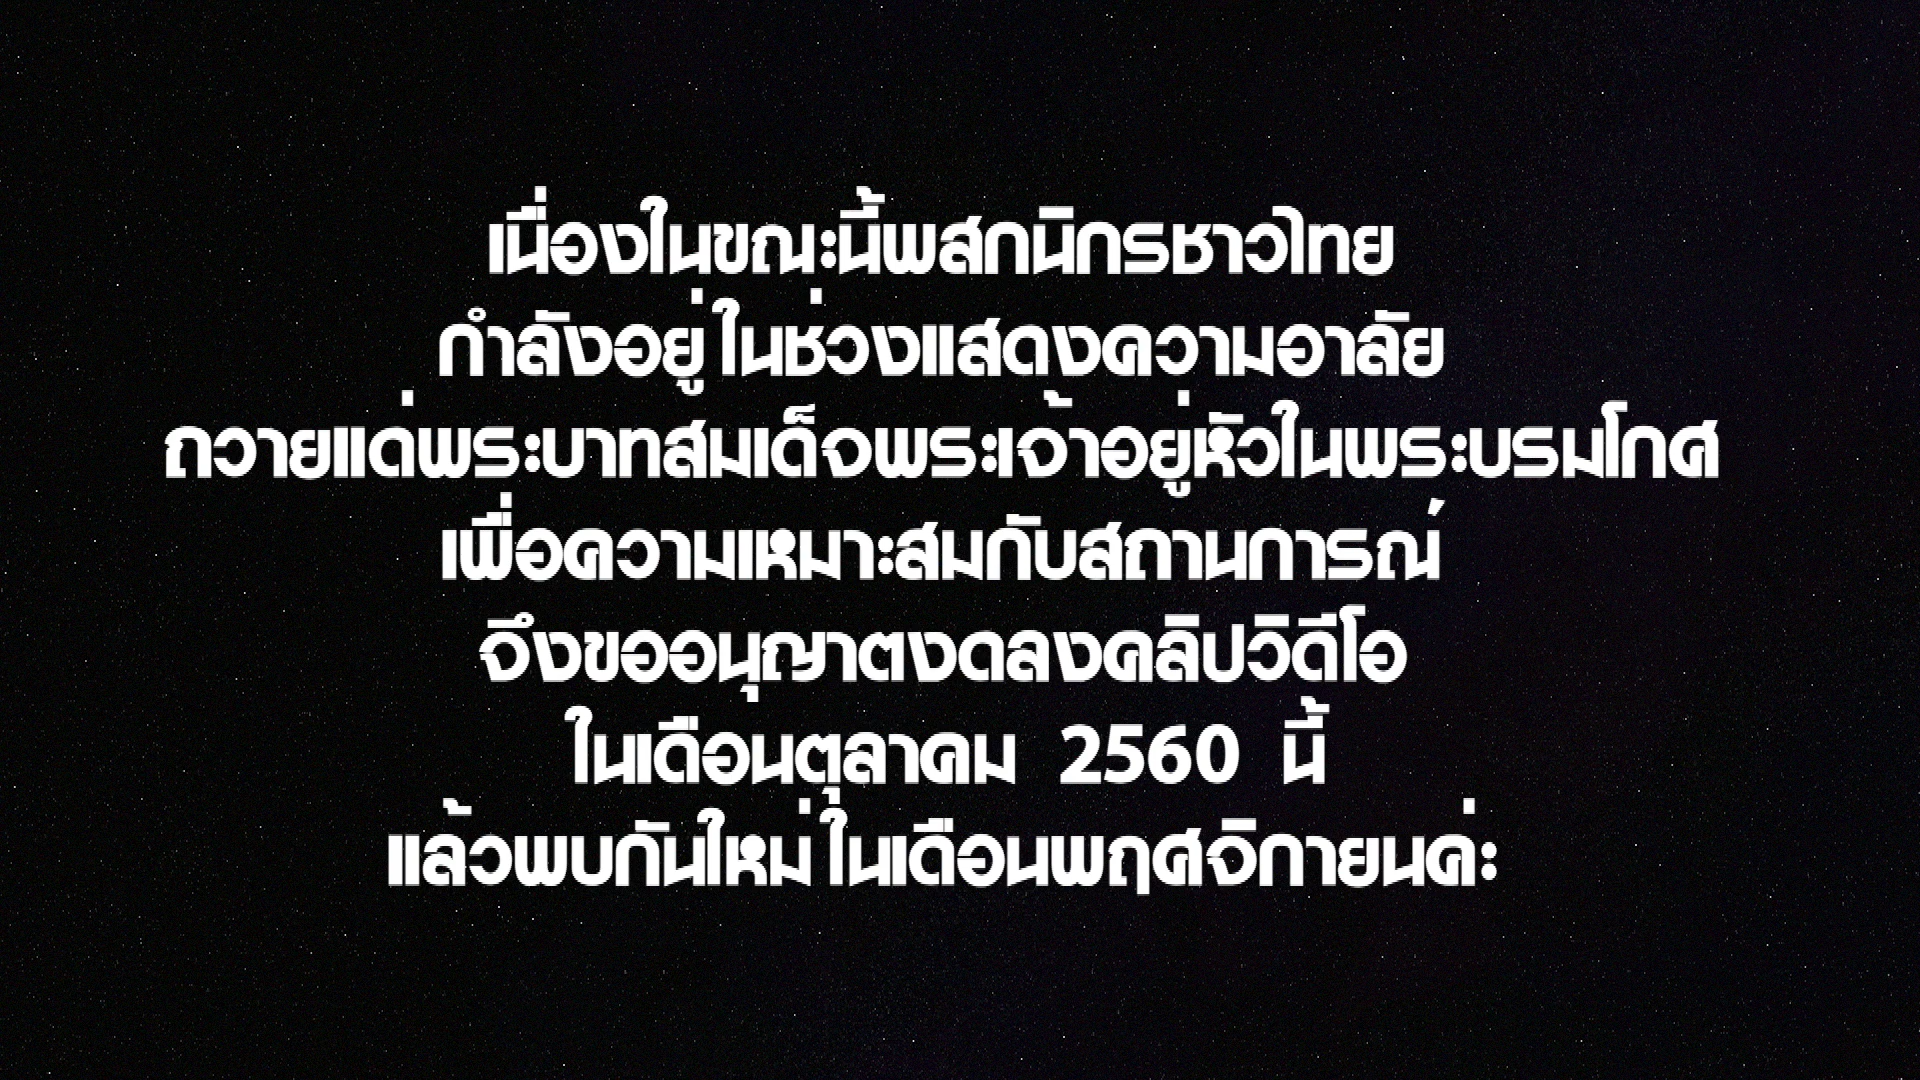 เนื่องในขณะนี้พสกนิกรชาวไทย
กำลังอยู่ในช่วงแสดงความอาลัย
ถวายแด่พระบาทสมเด็จพระเจ้าอยู่หัวในพระบรมโกศ
เพื่อความเหมาะสมกับสถานการณ์
จึงขออนุญาตงดลงคลิปวิดีโอ
ในเดือนตุลาคม 2560 นี้
แล้วพบกันใหม่ในเดือนพฤศจิกายนค่ะ